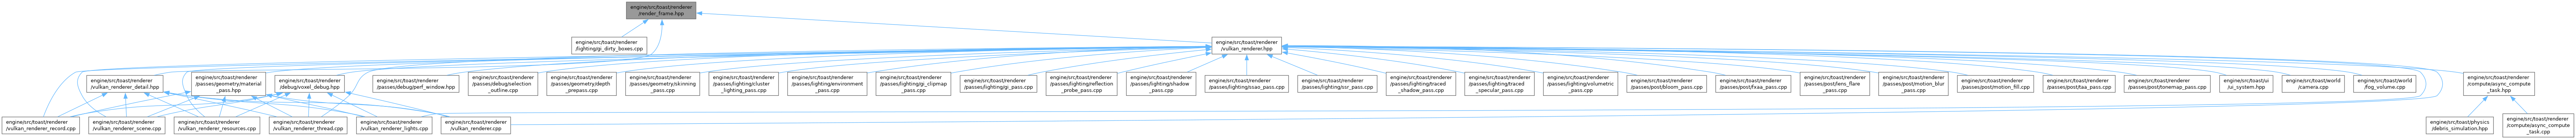 engine/src/toast/renderer
/render_frame.hpp
engine/src/toast/renderer
/lighting/gi_dirty_boxes.cpp
engine/src/toast/renderer
/vulkan_renderer.hpp
engine/src/toast/renderer
/vulkan_renderer_detail.hpp
engine/src/toast/renderer
/passes/geometry/material
_pass.hpp
engine/src/toast/renderer
/debug/voxel_debug.hpp
engine/src/toast/renderer
/passes/debug/perf_window.hpp
engine/src/toast/renderer
/passes/debug/selection
_outline.cpp
engine/src/toast/renderer
/passes/geometry/depth
_prepass.cpp
engine/src/toast/renderer
/passes/geometry/skinning
_pass.cpp
engine/src/toast/renderer
/passes/lighting/cluster
_lighting_pass.cpp
engine/src/toast/renderer
/passes/lighting/environment
_pass.cpp
engine/src/toast/renderer
/passes/lighting/gi_clipmap
_pass.cpp
engine/src/toast/renderer
/passes/lighting/gi_pass.cpp
engine/src/toast/renderer
/passes/lighting/reflection
_probe_pass.cpp
engine/src/toast/renderer
/passes/lighting/shadow
_pass.cpp
engine/src/toast/renderer
/passes/lighting/ssao_pass.cpp
engine/src/toast/renderer
/passes/lighting/ssr_pass.cpp
engine/src/toast/renderer
/passes/lighting/traced
_shadow_pass.cpp
engine/src/toast/renderer
/passes/lighting/traced
_specular_pass.cpp
engine/src/toast/renderer
/passes/lighting/volumetric
_pass.cpp
engine/src/toast/renderer
/passes/post/bloom_pass.cpp
engine/src/toast/renderer
/passes/post/fxaa_pass.cpp
engine/src/toast/renderer
/passes/post/lens_flare
_pass.cpp
engine/src/toast/renderer
/passes/post/motion_blur
_pass.cpp
engine/src/toast/renderer
/passes/post/motion_fill.cpp
engine/src/toast/renderer
/passes/post/taa_pass.cpp
engine/src/toast/renderer
/passes/post/tonemap_pass.cpp
engine/src/toast/ui
/ui_system.hpp
engine/src/toast/world
/camera.cpp
engine/src/toast/world
/fog_volume.cpp
engine/src/toast/renderer
/compute/async_compute
_task.hpp
engine/src/toast/renderer
/vulkan_renderer_record.cpp
engine/src/toast/renderer
/vulkan_renderer_scene.cpp
engine/src/toast/renderer
/vulkan_renderer_resources.cpp
engine/src/toast/renderer
/vulkan_renderer_thread.cpp
engine/src/toast/renderer
/vulkan_renderer_lights.cpp
engine/src/toast/renderer
/vulkan_renderer.cpp
engine/src/toast/physics
/debris_simulation.hpp
engine/src/toast/renderer
/compute/async_compute
_task.cpp